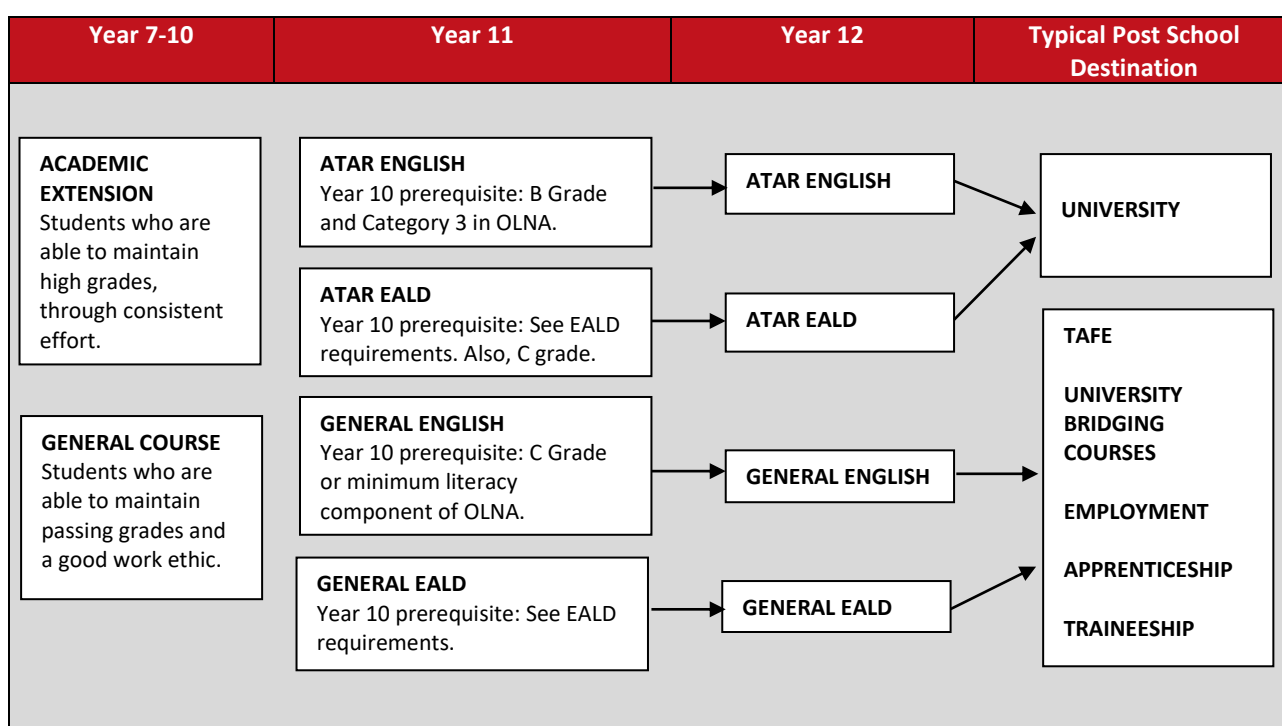 Year 7-10
Year 11
Year 12
Typical Post School
Destination
ACADEMIC
EXTENSION
Students who are
able to maintain
high grades,
through consistent
effort.
GENERAL COURSE
Students who are
able to maintain
passing grades and
a good work ethic.
ATAR ENGLISH
Year 10 prerequisite: B Grade
and Category 3 in OLNA.
ATAR EALD
Year 10 prerequisite: See EALD
requirements. Also, C grade.
GENERAL ENGLISH
Year 10 prerequisite: C Grade
or minimum literacy
component of OLNA.
GENERAL EALD
Year 10 prerequisite: See EALD
requirements.
ATAR ENGLISH
ATAR EALD
GENERAL ENGLISH
GENERAL EALD
UNIVERSITY
TAFE
UNIVERSITY
BRIDGING
COURSES
EMPLOYMENT
APPRENTICESHIP
TRAINEESHIP